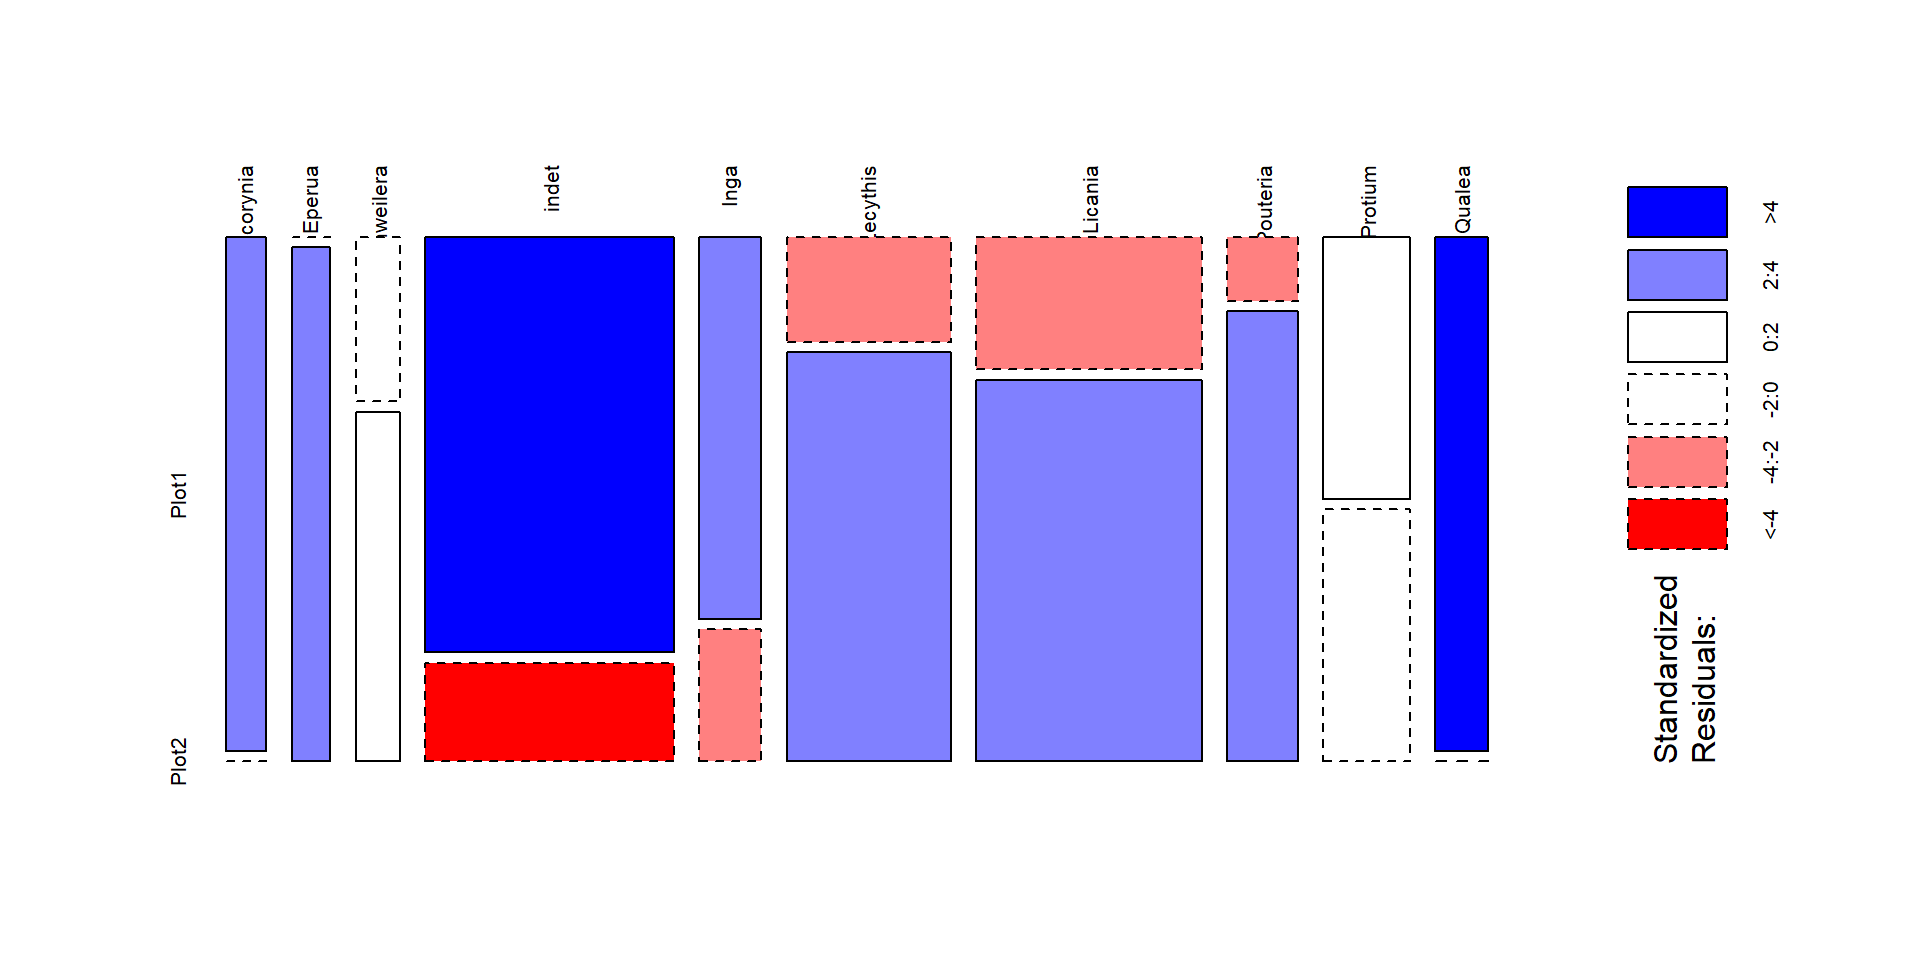 corynia
Eperua
weilera
indet
Inga
ecythis
Licania
Pouteria
Protium
Qualea
Plot1
Plot2
>4
2:4
0:2
-2:0
-4:-2
<-4
Standardized
Residuals: